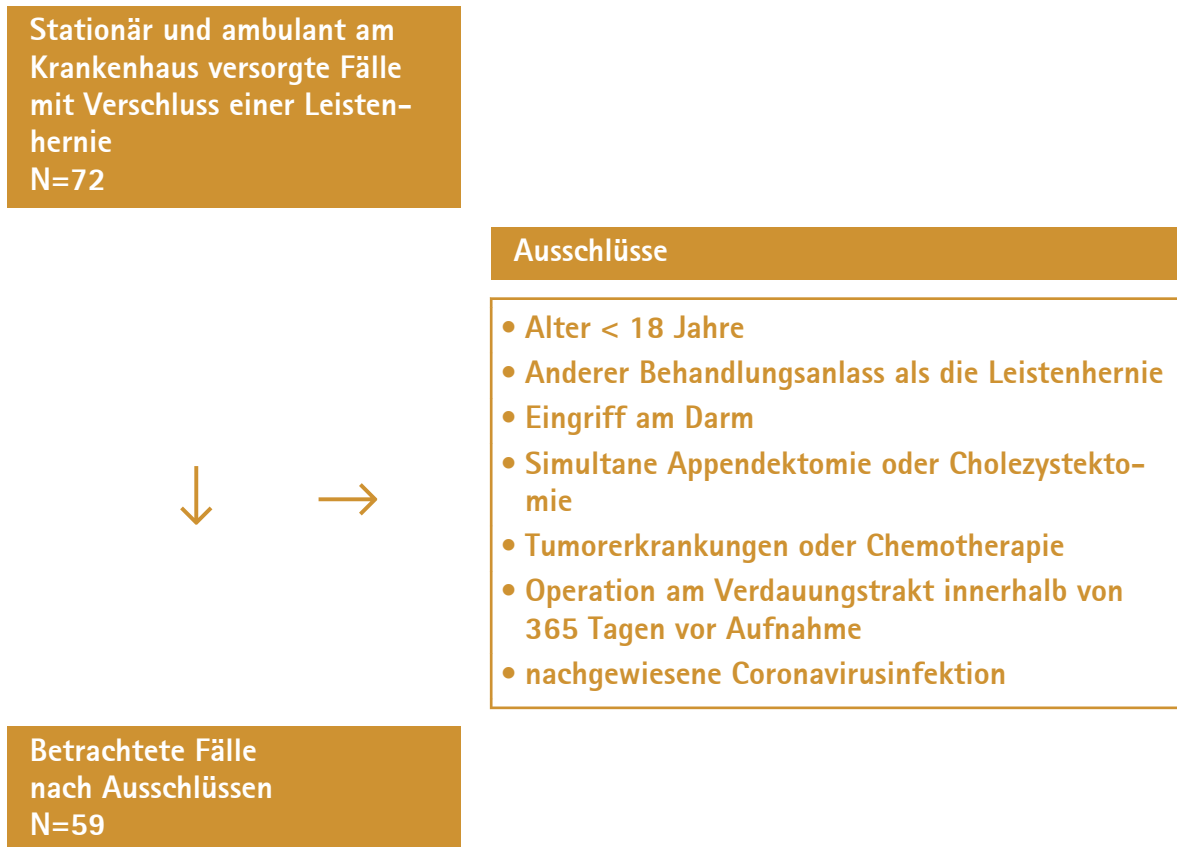 Stationär und ambulant am
Krankenhaus versorgte Fälle
mit Verschluss einer Leisten-
hernie
N=72
Ausschlüsse
• Alter < 18 Jahre
• Anderer Behandlungsanlass als die Leistenhernie
• Eingriff am Darm
• Simultane Appendektomie oder Cholezystekto-
mie
• Tumorerkrankungen oder Chemotherapie
• Operation am Verdauungstrakt innerhalb von
365 Tagen vor Aufnahme
• nachgewiesene Coronavirusinfektion
Betrachtete Fälle
nach Ausschlüssen
N=59